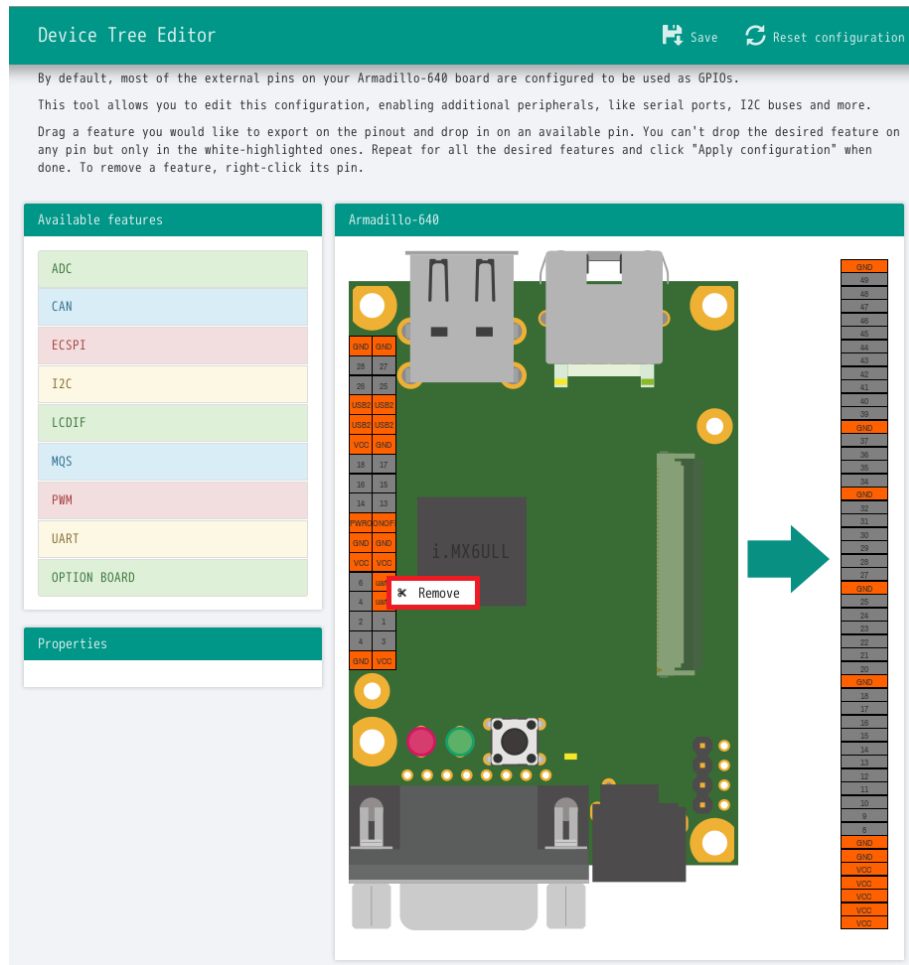 Device Tree Editor
Save
Reset configuration
By default, most of the external pins on your Armadillo-640 board are configured to be used as GPIOs.
This tool allows you to edit this configuration, enabling additional peripherals, like serial ports, I2C buses and more.
Drag a feature you would like to export on the pinout and drop in on an available pin. You can't drop the desired feature on
any pin but only in the white-highlighted ones. Repeat for all the desired features and click "Apply configuration" when
done. To remove a feature, right-click its pin.
Available features
ADC
CAN
ECSPI
I2C
LCDIF
MQS
PWM
UART
OPTION BOARD
Properties
Armadillo-640
GND GND
28 27
26 25
USB2 USB2
USB2 USB2
VCC GND
18 17
16 15
14 13
GND GND
VCC VCC
6
4
2 1
4 3
GND VCC
i.MX6ULL
Remove
GND
49
48
47
46
45
44
43
42
41
40
39
GND
37
36
35
34
GND
32
31
30
29
28
27
GND
25
24
23
22
21
20
GND
18
17
16
15
14
13
12
11
10
9
8
GND
GND
VCC
VCC
VCC
VCC
VCC